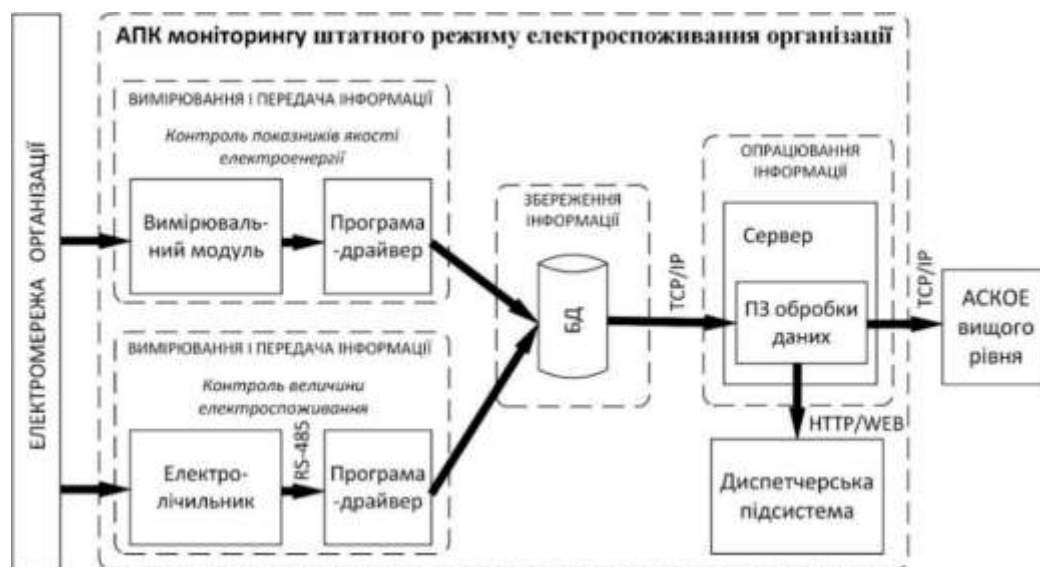 АПК моніторингу штатного режиму електроспоживання організації
ЕЛЕКТРОМЕРЕЖА ОРГАНІЗАЦІЇ
ВИМІРЮВАННЯ І ПЕРЕДАЧА ІНФОРМАЦІЇ
Контроль показників якості
електроенергії
Вимірюваль-
ний модуль
Програма
-драйвер
ВИМІРЮВАННЯ І ПЕРЕДАЧА ІНФОРМАЦІЇ
Контроль величини
електроспоживання
Електро-
лічильник
RS-485
Програма
-драйвер
ЗБЕРЕЖЕННЯ
ІНФОРМАЦІЇ
БД
TCP/IP
ОПРАЦЮВАННЯ
ІНФОРМАЦІЇ
Сервер
ПЗ обробки
даних
TCP/IP
АСКОЕ
вищого
рівня
HTTP/WEB
Диспетчерська
підсистема